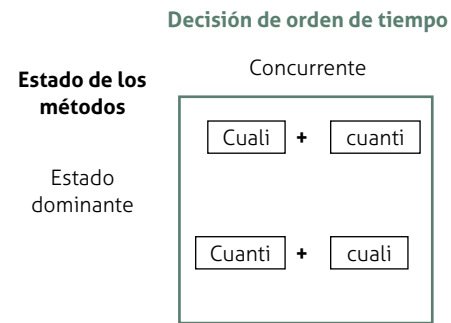 Decisión de orden de tiempo
Estado de los
métodos
Concurrente
Estado
dominante
Cuali + cuanti
Cuanti + cuali